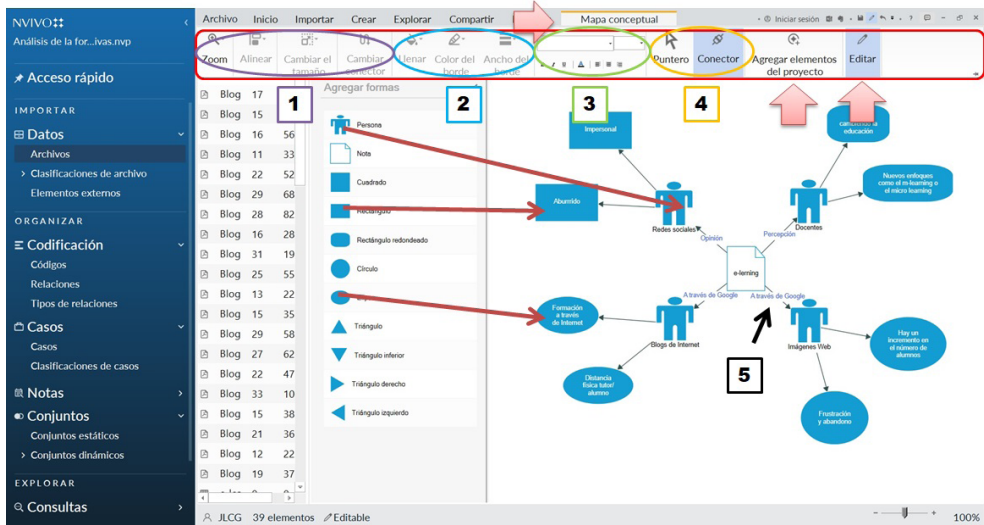 NVIVO
Análisis de la for...ivas.nvp
Acceso rápido
IMPORTAR
Datos
Archivos
Clasificaciones de archivo
Elementos externos
ORGANIZAR
Codificación
Códigos
Relaciones
Tipos de relaciones
Casos
Casos
Clasificaciones de casos
Notas
Conjuntos
Conjuntos estáticos
Conjuntos dinámicos
EXPLORAR
Consultas
Archivo Inicio Importar Crear Explorar Compartir Mapa conceptual
Iniciar sesión
Zoom Alinear Cambiar el tamaño Cambiar conector Llenar Color del borde Ancho del borde
Puntero Conector Agregar elementos del proyecto Editar
1
2
3
4
Blog 17
Blog 15
Blog 16 56
Blog 11 33
Blog 22 52
Blog 29 68
Blog 28 82
Blog 16 28
Blog 31 19
Blog 25 55
Blog 13 22
Blog 15 35
Blog 29 58
Blog 27 62
Blog 22 47
Blog 33 10
Blog 15 38
Blog 21 36
Blog 12 22
Blog 19 37
Agregar formas
Persona
Nota
Cuadrado
Rectángulo
Rectángulo redondeado
Círculo
Triángulo
Triángulo inferior
Triángulo derecho
Triángulo izquierdo
Impersonal
educación
Nuevos enfoques
como el m-learning e
el micro learning
Aburrido
Redes sociales
Docentes
Opinión
Percepción
e-lerning
A través de Google
A través de Google
Formación
a través
de Internet
Blogs de Internet
Imágenes Web
Hay un
incremento en
el número de
alumnos
5
Distancia
física tutor/
alumno
Frustración
y abandono
JLCG 39 elementos Editable
100%